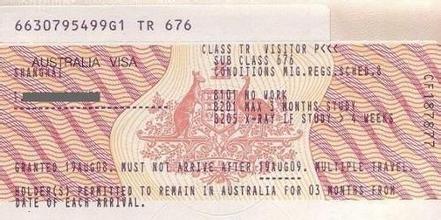 6630795499G1 TR 676
AUSTRALIA VISA
SHANGHAI
CLASS TR VISITOR P<<<
SUB CLASS 676
CONDITIONS MIG.REGS,SCHED,8
8101 NO WORK
8201 MAX 3 MONTHS STUDY
8205 X-RAY IF STUDY > 4 WEEKS
GRANTED 19AUG08. MUST NOT ARRIVE AFTER 19AUG09. MULTIPLE TRAVEL.
HOLDER(S) PERMITTED TO REMAIN IN AUSTRALIA FOR 03 MONTHS FROM
DATE OF EACH ARRIVAL.